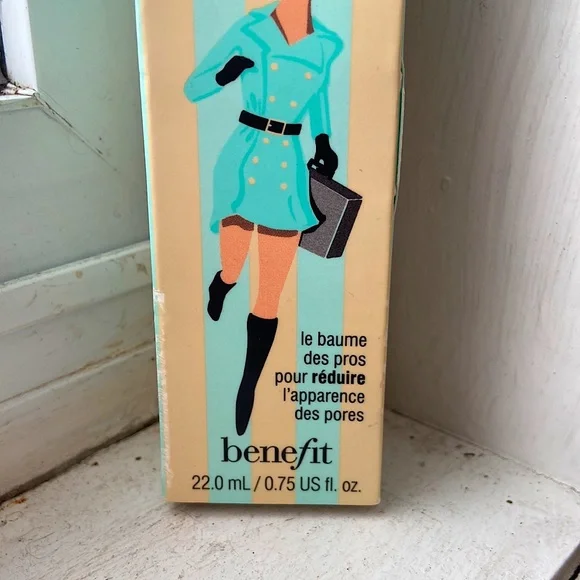 le baume
des pros
pour réduire
l'apparence
des pores
benefit
22.0 mL / 0.75 US fl. oz.